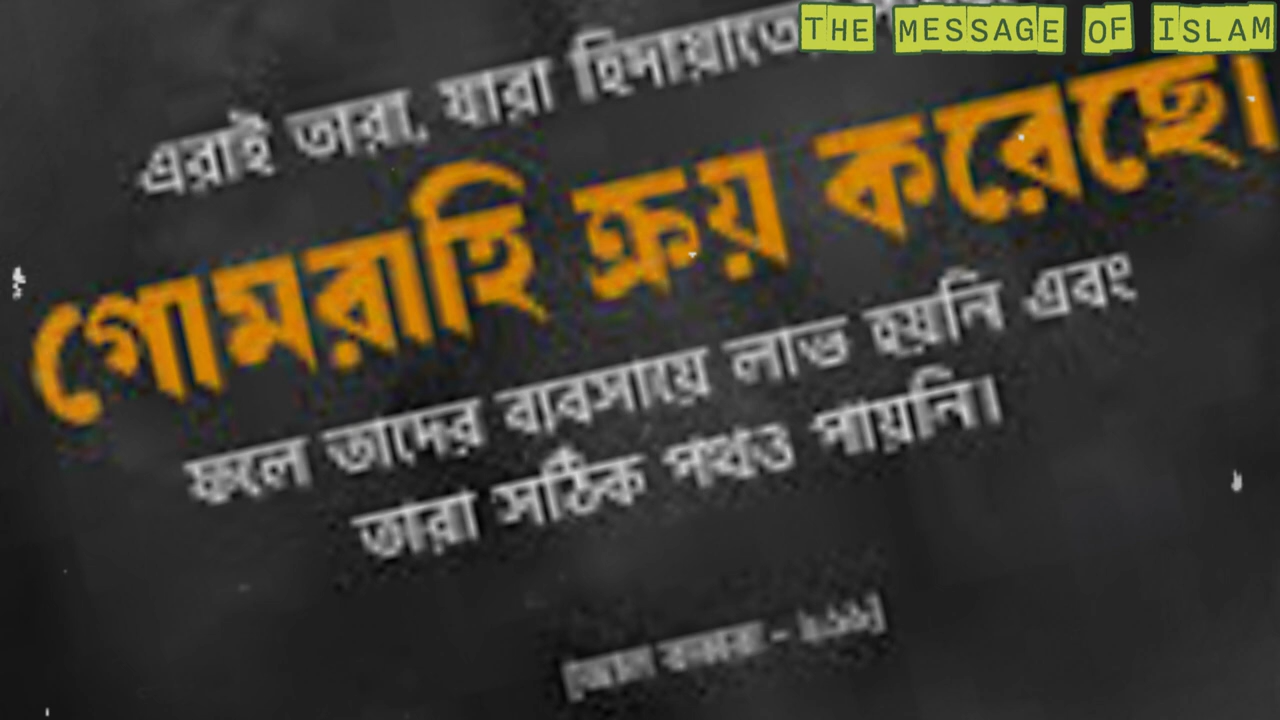 THE MESSAGE OF ISLAM
এরাই তারা, যারা হিদায়াতের
গোমরাহি ক্রয় করেছে।
ফলে তাদের ব্যবসায়ে লাভ হয়নি এবং
তারা সঠিক পথও পায়নি।